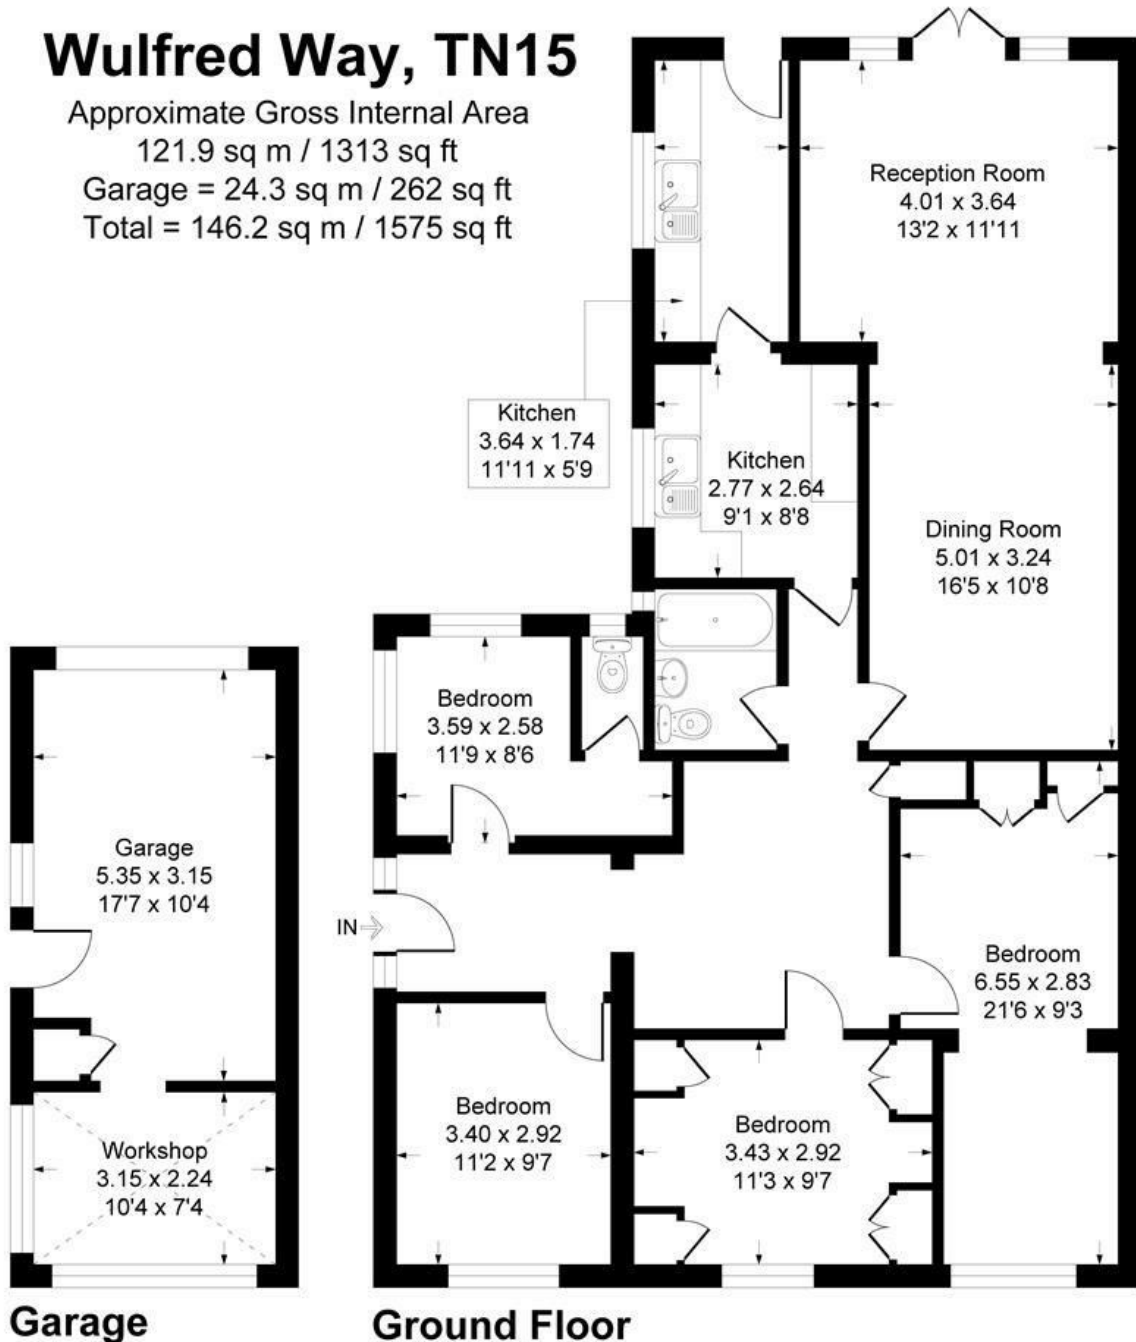 Wulfred Way, TN15
Approximate Gross Internal Area
121.9 sq m / 1313 sq ft
Garage = 24.3 sq m / 262 sq ft
Total = 146.2 sq m / 1575 sq ft
Reception Room
4.01 x 3.64
13'2 x 11'11
Kitchen
3.64 x 1.74
11'11 x 5'9
Kitchen
2.77 x 2.64
9'1 x 8'8
Dining Room
5.01 x 3.24
16'5 x 10'8
Bedroom
3.59 x 2.58
11'9 x 8'6
Garage
5.35 x 3.15
17'7 x 10'4
IN
Bedroom
6.55 x 2.83
21'6 x 9'3
Bedroom
3.40 x 2.92
11'2 x 9'7
Bedroom
3.43 x 2.92
11'3 x 9'7
Workshop
3.15 x 2.24
10'4 x 7'4
Garage
Ground Floor